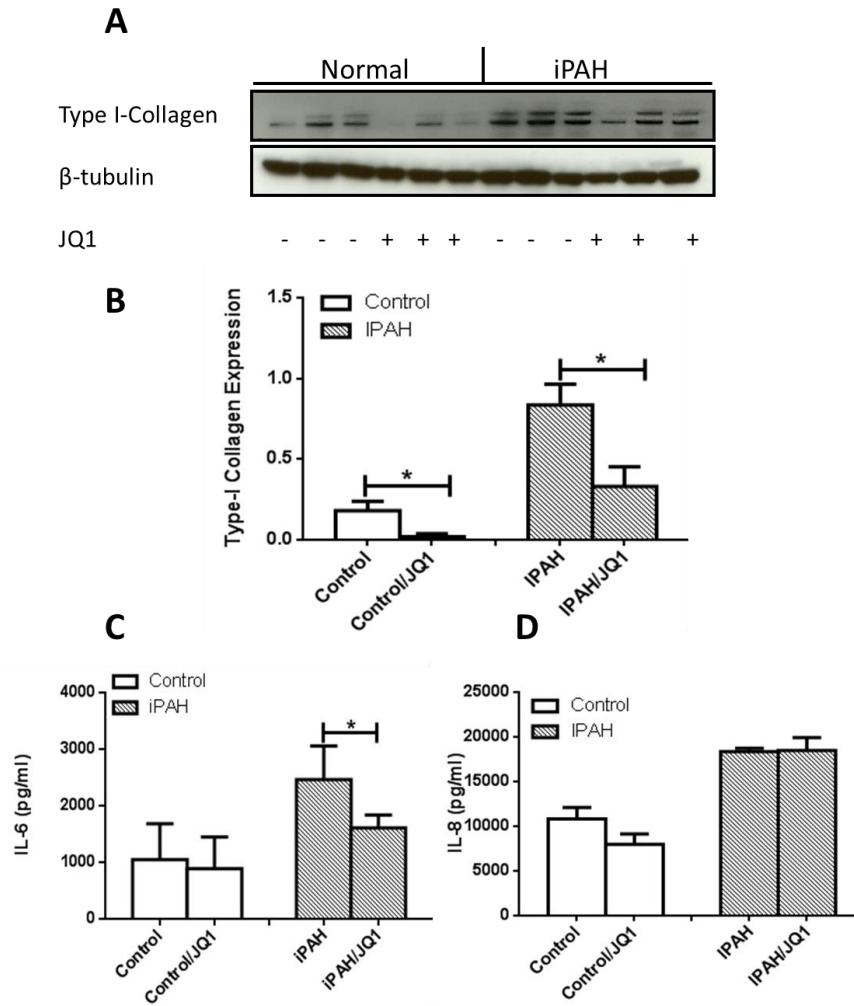 A
Normal iPAH
Type I-Collagen
β-tubulin
JQ1 - - - + + + - - - + + +
B
Type-I Collagen Expression
1.5
1.0
0.5
0.0
Control
IPAH
*
*
Control
Control/JQ1
IPAH
IPAH/JQ1
C
IL-6 (pg/ml)
4000
3000
2000
1000
0
Control
iPAH
*
Control
Control/JQ1
iPAH
iPAH/JQ1
D
IL-8 (pg/ml)
25000
20000
15000
10000
5000
0
Control
IPAH
Control
Control/JQ1
IPAH
IPAH/JQ1